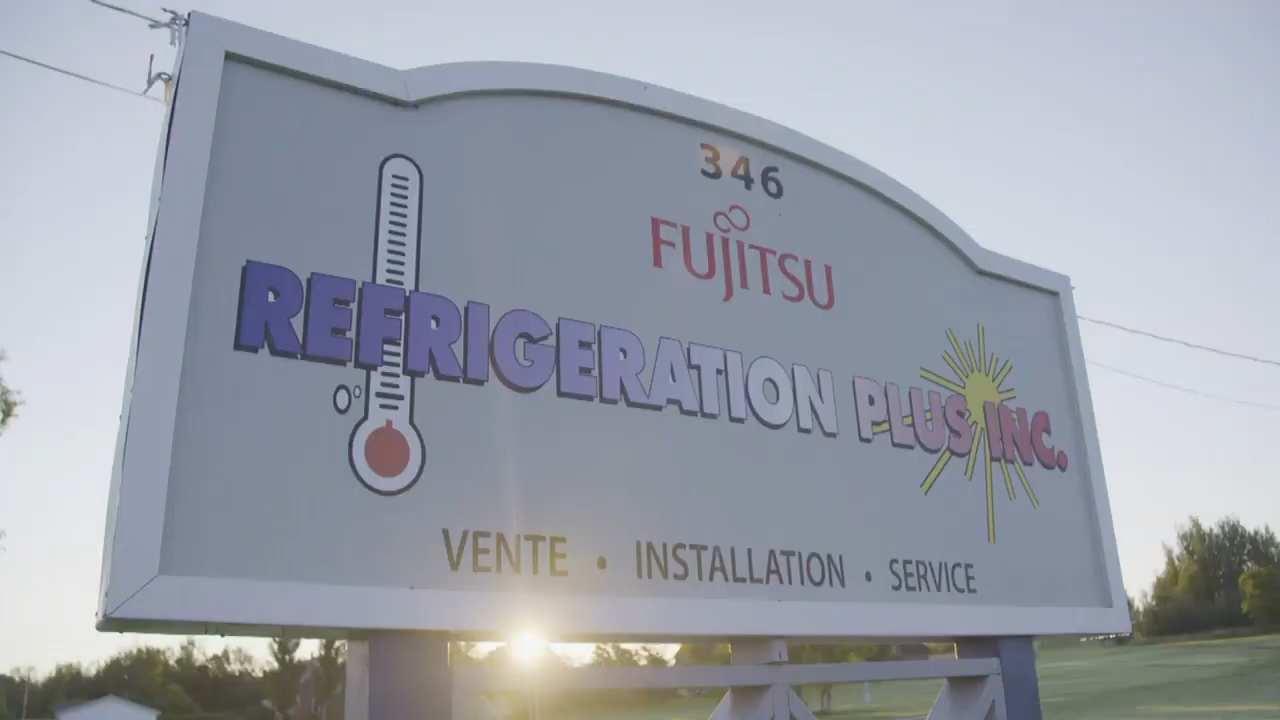 346
FUJITSU
REFRIGERATION PLUS INC.
0°
VENTE • INSTALLATION • SERVICE